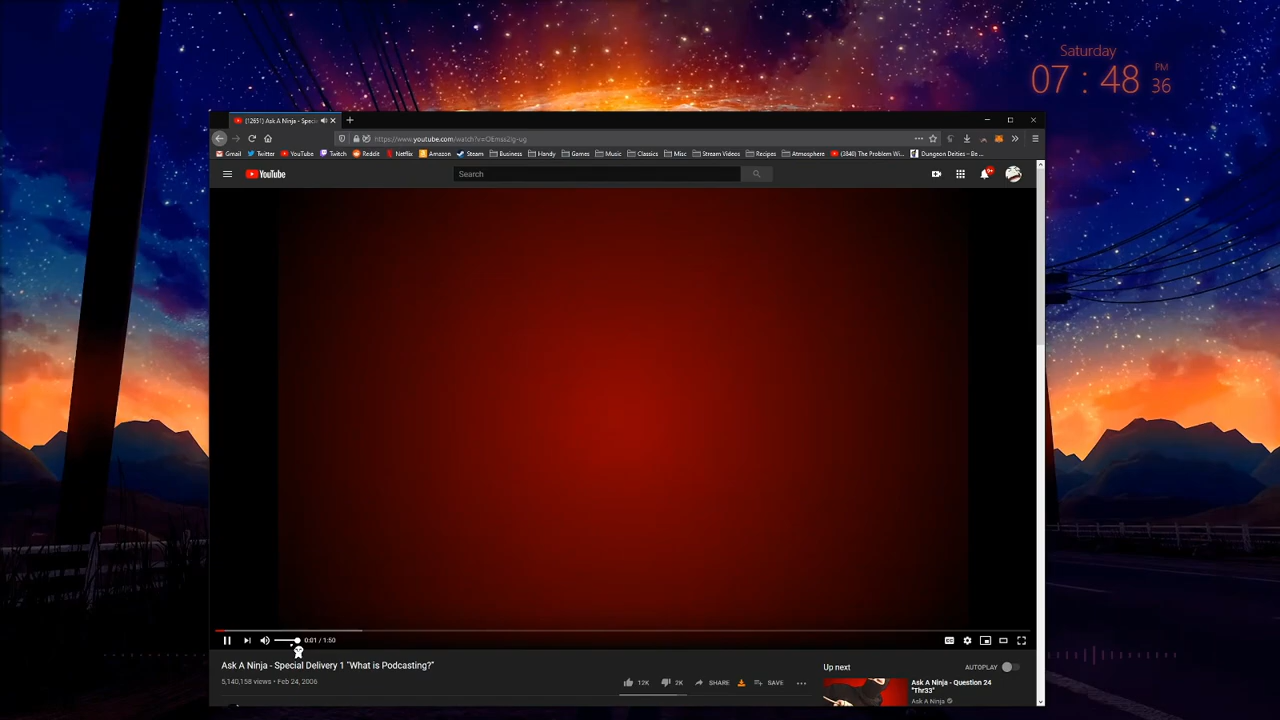 Saturday
07 : 48 PM 36
(1265) Ask A Ninja - Speci
https://www.youtube.com/watch?v=
Gmail Twitter YouTube Twitch Reddit Netflix Amazon Steam Business Handy Games Music Classics Misc Stream Videos Recipes Atmosphere (3840) The Problem Wi... Dungeon Deities – Be ...
YouTube
Search
9+
0:01 / 1:50
Ask A Ninja - Special Delivery 1 "What is Podcasting?"
5,140,158 views • Feb 24, 2006
12K 2K SHARE SAVE
Up next
AUTOPLAY
Ask A Ninja - Question 24
"Thr33"
Ask A Ninja